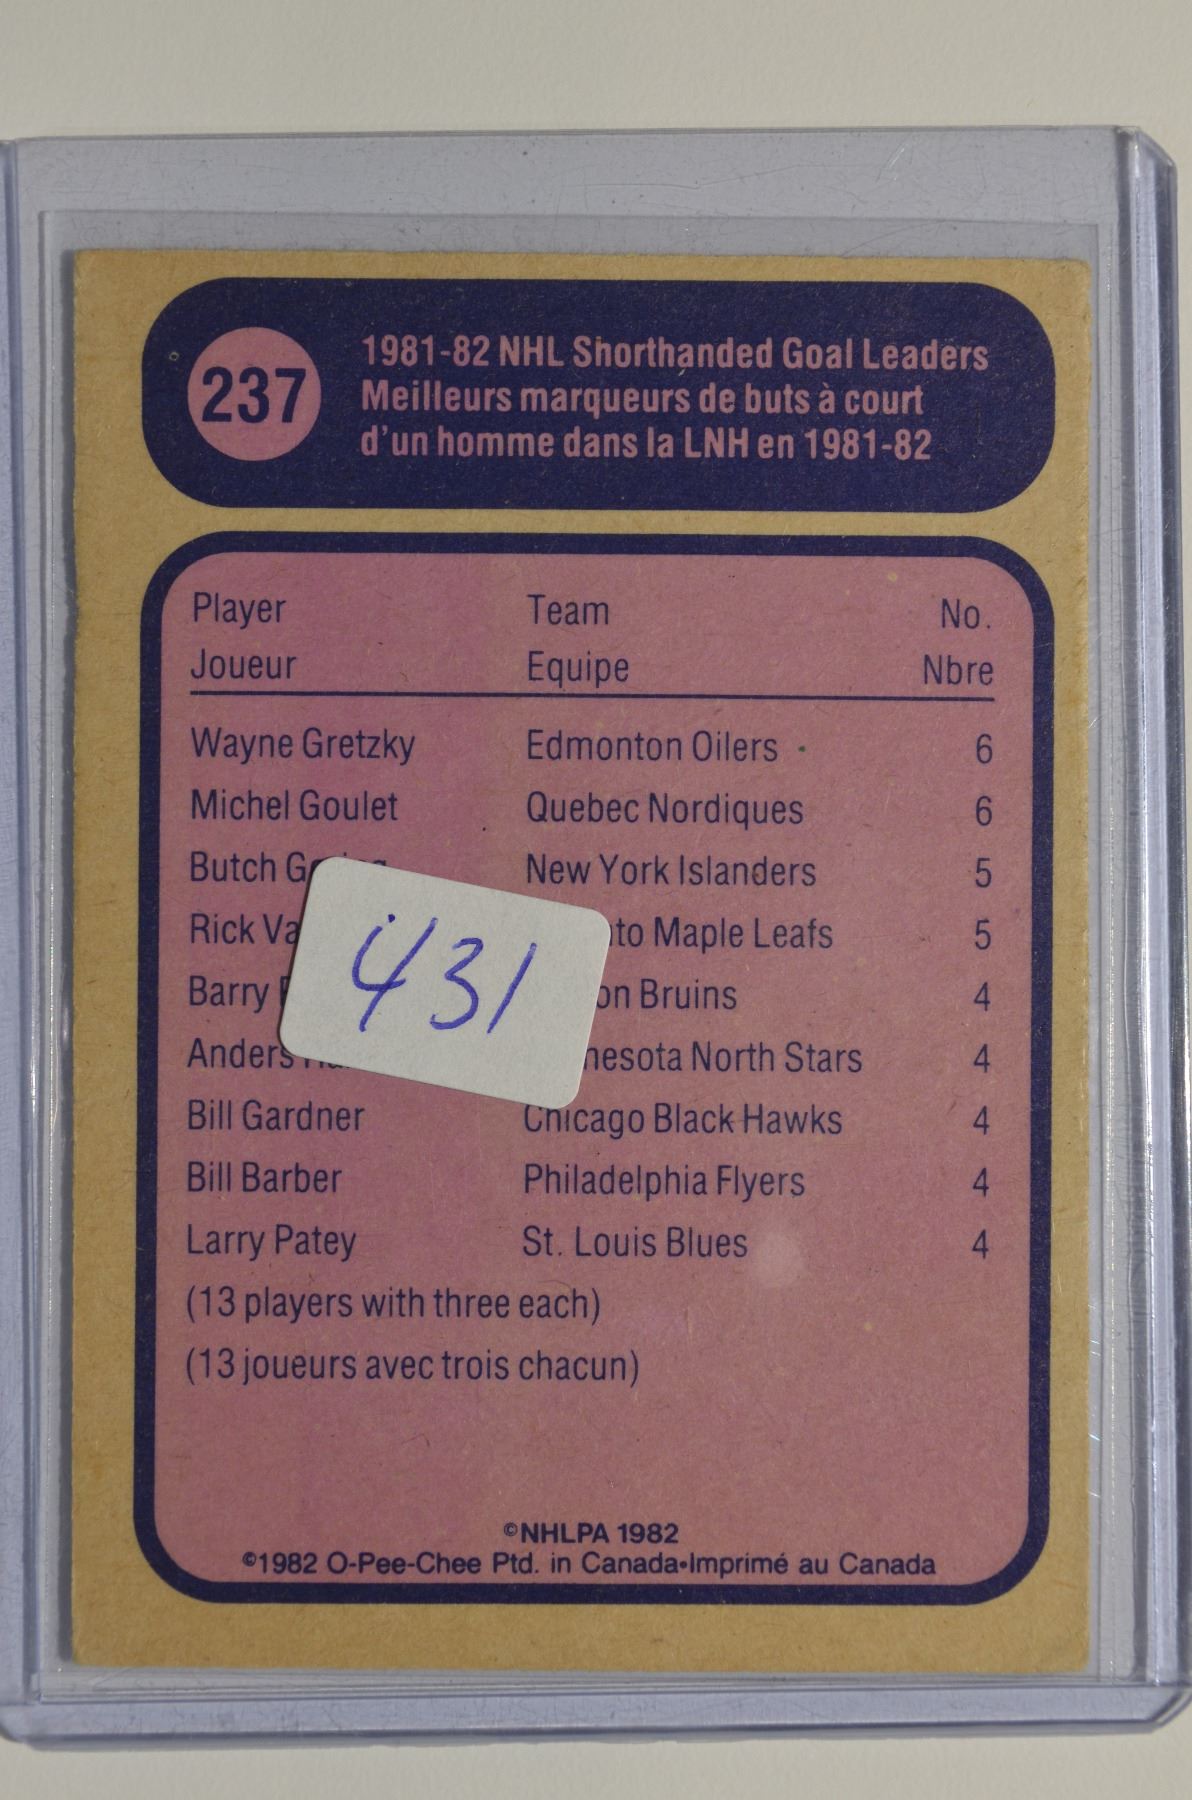 237
1981-82 NHL Shorthanded Goal Leaders
Meilleurs marqueurs de buts à court
d'un homme dans la LNH en 1981-82
Player Team No.
Joueur Equipe Nbre
Wayne Gretzky Edmonton Oilers 6
Michel Goulet Quebec Nordiques 6
Butch New York Islanders 5
Rick Maple Leafs 5
Barry Bruins 4
Anders North Stars 4
431
Bill Gardner Chicago Black Hawks 4
Bill Barber Philadelphia Flyers 4
Larry Patey St. Louis Blues 4
(13 players with three each)
(13 joueurs avec trois chacun)
©NHLPA 1982
©1982 O-Pee-Chee Ptd. in Canada•Imprimé au Canada